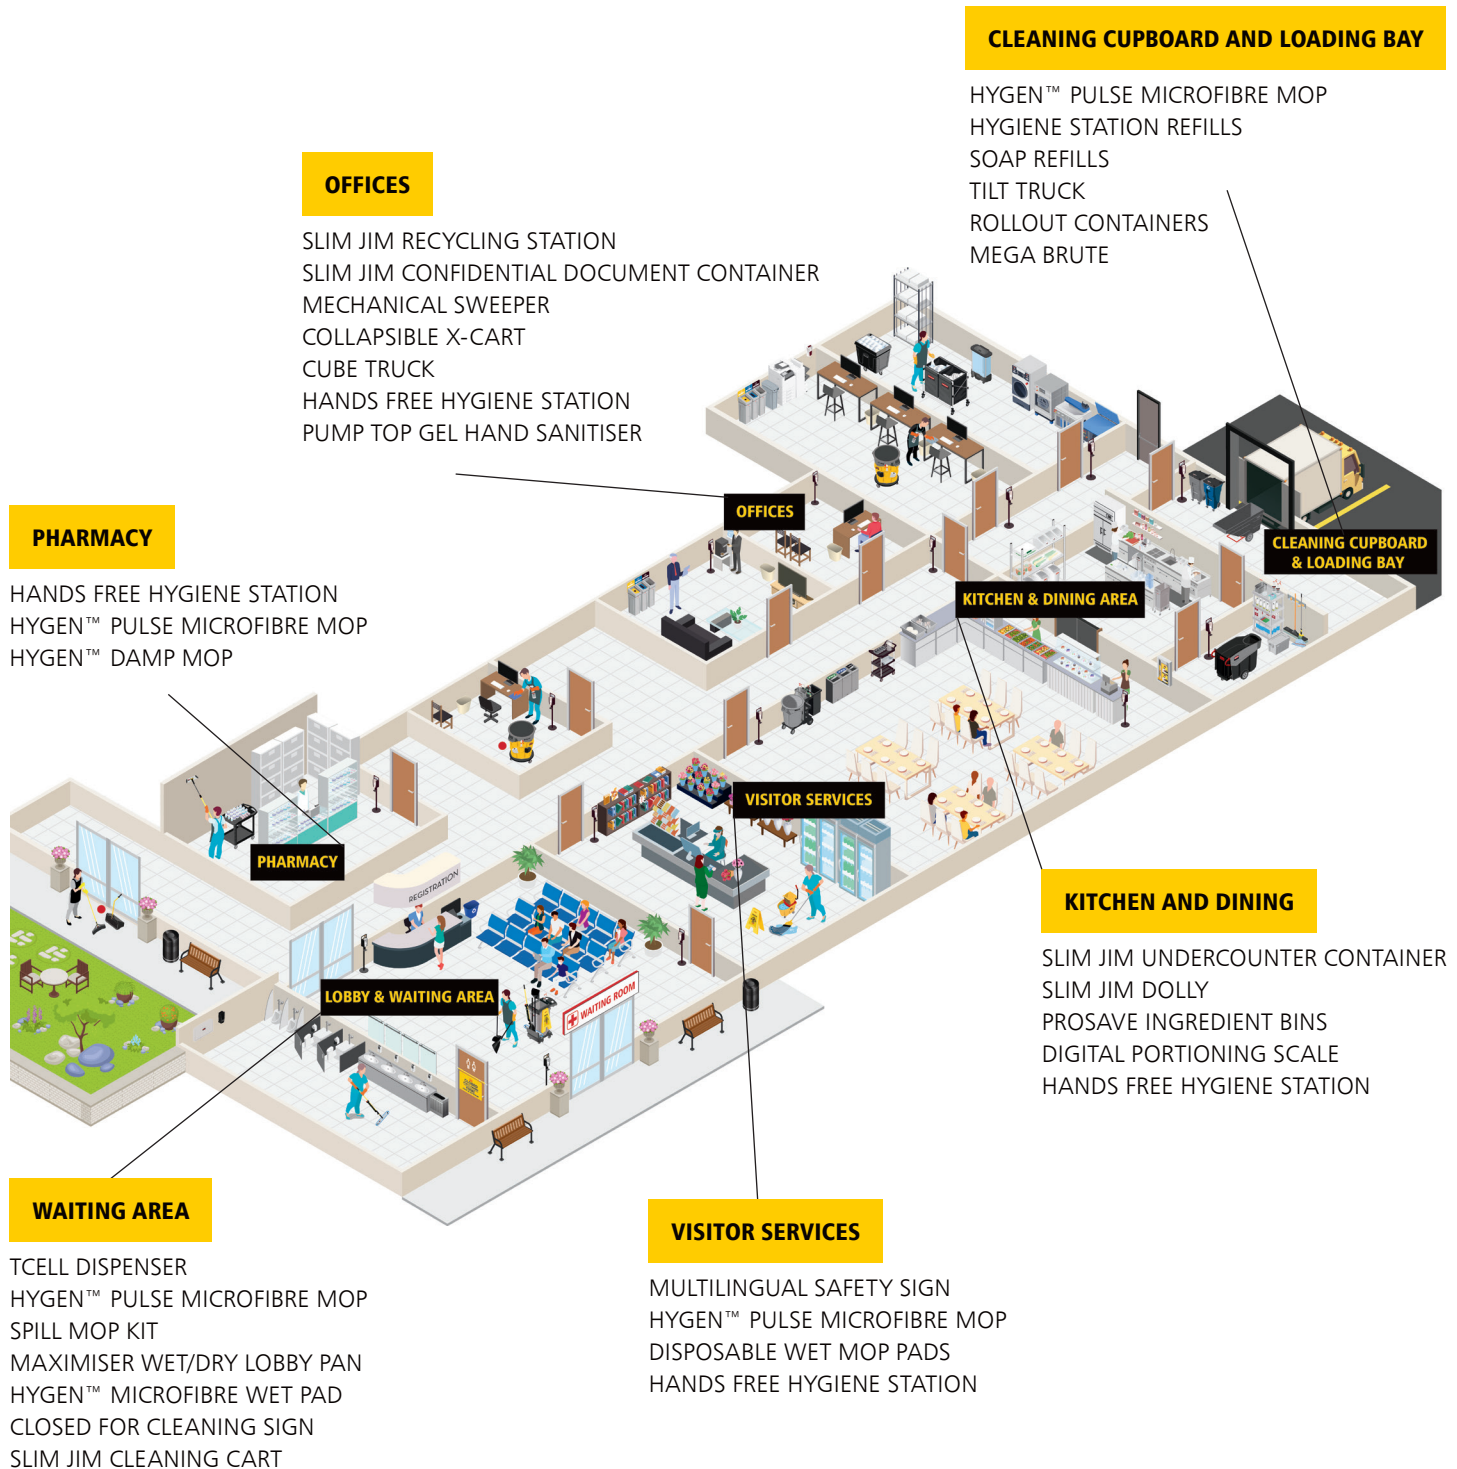 CLEANING CUPBOARD AND LOADING BAY
HYGEN™ PULSE MICROFIBRE MOP
HYGIENE STATION REFILLS
SOAP REFILLS
TILT TRUCK
ROLLOUT CONTAINERS
MEGA BRUTE
OFFICES
SLIM JIM RECYCLING STATION
SLIM JIM CONFIDENTIAL DOCUMENT CONTAINER
MECHANICAL SWEEPER
COLLAPSIBLE X-CART
CUBE TRUCK
HANDS FREE HYGIENE STATION
PUMP TOP GEL HAND SANITISER
PHARMACY
HANDS FREE HYGIENE STATION
HYGEN™ PULSE MICROFIBRE MOP
HYGEN™ DAMP MOP
OFFICES
CLEANING CUPBOARD
& LOADING BAY
KITCHEN & DINING AREA
VISITOR SERVICES
PHARMACY
REGISTRATION
LOBBY & WAITING AREA
WAITING ROOM
KITCHEN AND DINING
SLIM JIM UNDERCOUNTER CONTAINER
SLIM JIM DOLLY
PROSAVE INGREDIENT BINS
DIGITAL PORTIONING SCALE
HANDS FREE HYGIENE STATION
WAITING AREA
TCELL DISPENSER
HYGEN™ PULSE MICROFIBRE MOP
SPILL MOP KIT
MAXIMISER WET/DRY LOBBY PAN
HYGEN™ MICROFIBRE WET PAD
CLOSED FOR CLEANING SIGN
SLIM JIM CLEANING CART
VISITOR SERVICES
MULTILINGUAL SAFETY SIGN
HYGEN™ PULSE MICROFIBRE MOP
DISPOSABLE WET MOP PADS
HANDS FREE HYGIENE STATION